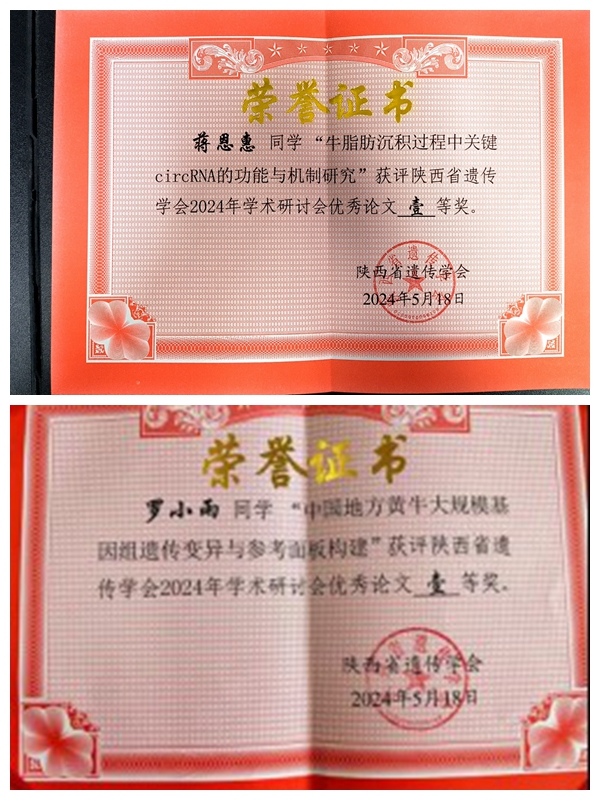 荣誉证书
蒋恩惠 同学 “牛脂肪沉积过程中关键
circRNA的功能与机制研究”获评陕西省遗传
学会2024年学术研讨会优秀论文 壹 等奖。
陕西省遗传学会
2024年5月18日
荣誉证书
罗小雨 同学 “中国地方黄牛大规模基
因组遗传变异与参考面板构建”获评陕西省遗
传学会2024年学术研讨会优秀论文 壹 等奖。
陕西省遗传学会
2024年5月18日